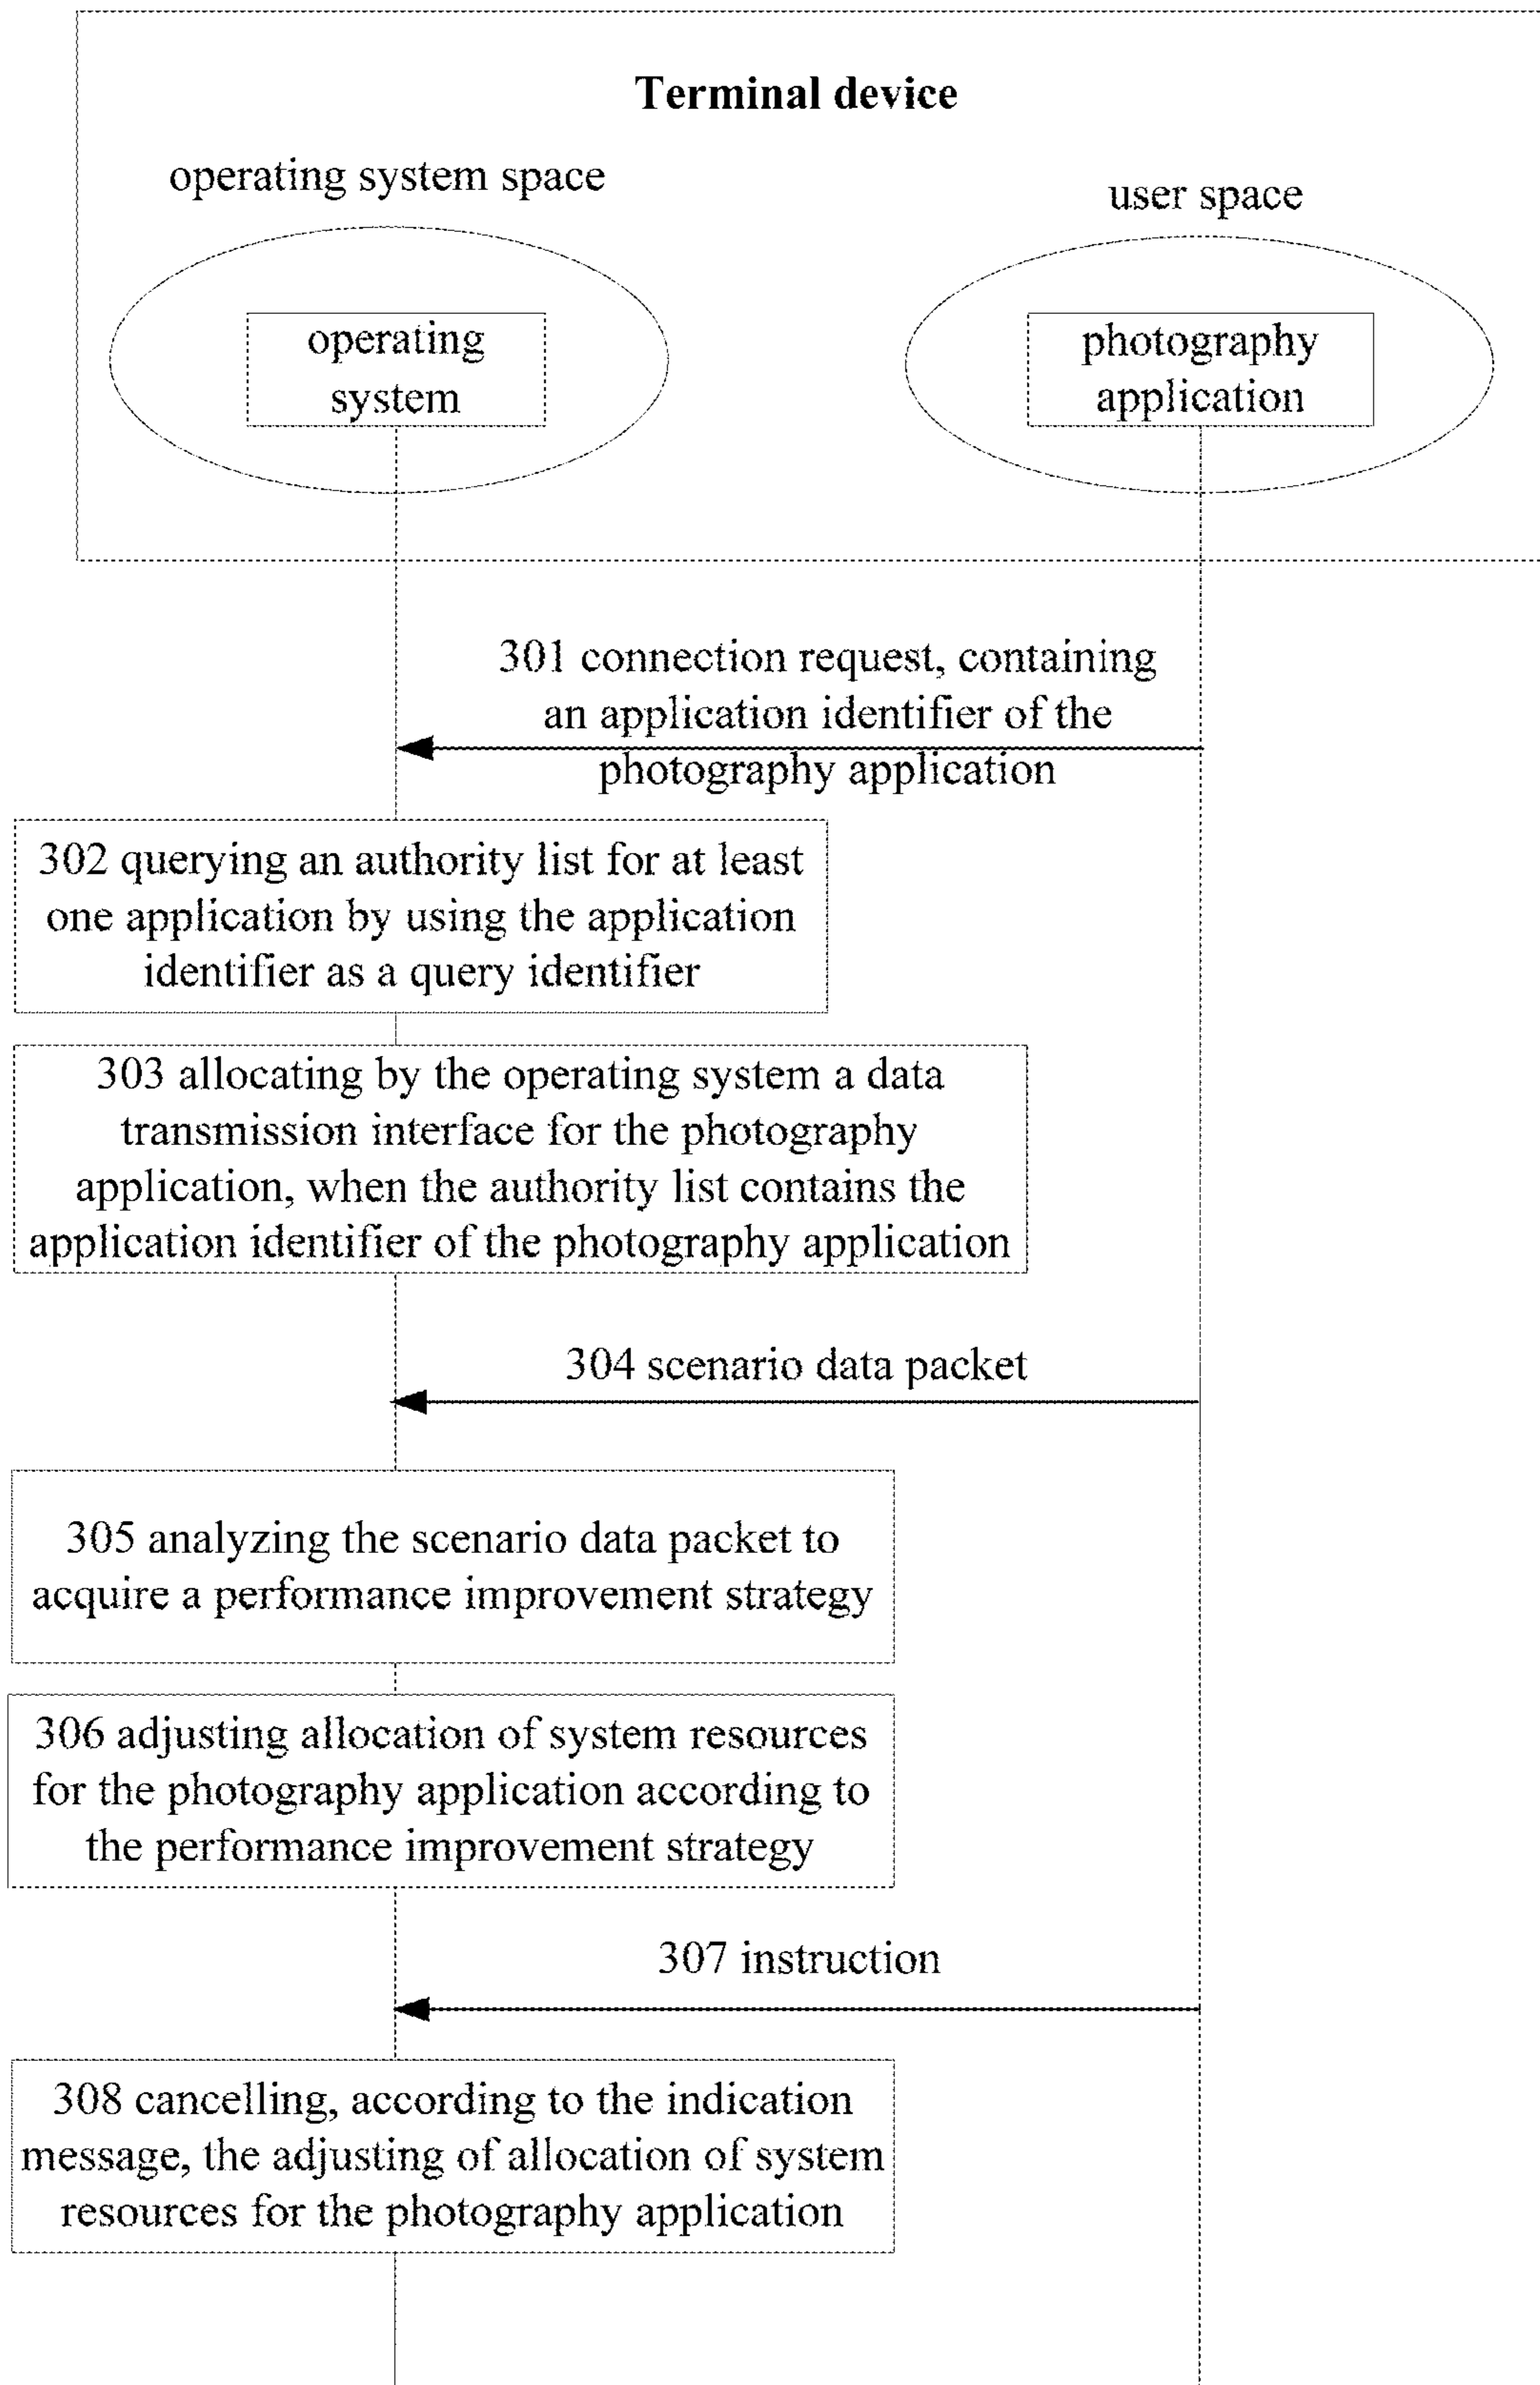 Terminal device
operating system space
user space
operating
system
photography
application
301 connection request, containing
an application identifier of the
photography application
302 querying an authority list for at least
one application by using the application
identifier as a query identifier
303 allocating by the operating system a data
transmission interface for the photography
application, when the authority list contains the
application identifier of the photography application
304 scenario data packet
305 analyzing the scenario data packet to
acquire a performance improvement strategy
306 adjusting allocation of system resources
for the photography application according to
the performance improvement strategy
307 instruction
308 cancelling, according to the indication
message, the adjusting of allocation of system
resources for the photography application